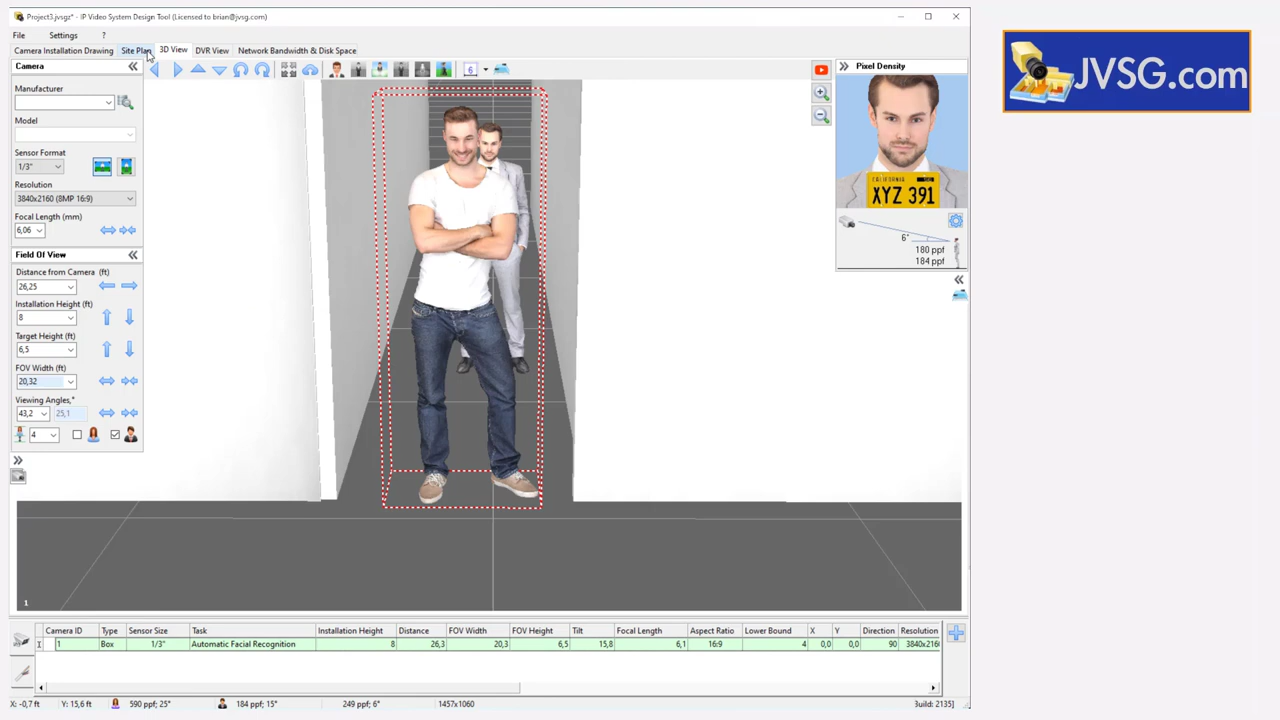 Project3.jvsgz* - IP Video System Design Tool (Licensed to brian@jvsg.com)
File Settings ?
Camera Installation Drawing Site Plan 3D View DVR View Network Bandwidth & Disk Space
Camera
Manufacturer
Model
Sensor Format
1/3"
Resolution
3840x2160 (8MP 16:9)
Focal Length (mm)
6,06
Field Of View
Distance from Camera (ft)
26,25
Installation Height (ft)
8
Target Height (ft)
6,5
FOV Width (ft)
20,32
Viewing Angles,°
43,2 25,1
4
6
1
Pixel Density
CALIFORNIA
XYZ 391
6°
180 ppf
184 ppf
JVSG.com
Camera ID Type Sensor Size Task Installation Height Distance FOV Width FOV Height Tilt Focal Length Aspect Ratio Lower Bound X Y Direction Resolution
1 Box 1/3" Automatic Facial Recognition 8 26,3 20,3 6,5 15,8 6,1 16:9 4 0,0 0,0 90 3840x2160
X: -0,7 ft Y: 15,6 ft 590 ppf; 25° 184 ppf; 15° 249 ppf; 6° 1457x1060 Build: 2135]